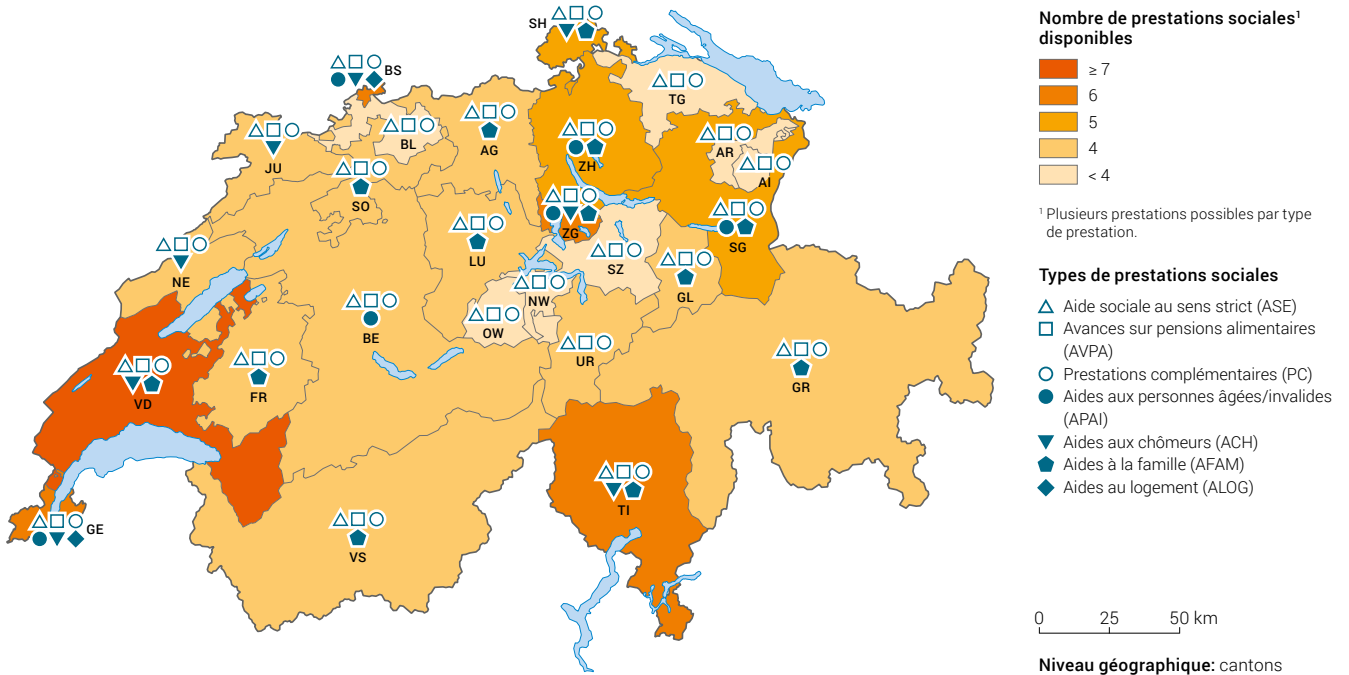 SH
BS
TG
BL
AG
AR
JU
ZH
AI
SO
ZG
SG
LU
NE
SZ
GL
NW
BE
OW
UR
GR
VD
FR
TI
GE
VS
Nombre de prestations sociales¹
disponibles
≥ 7
6
5
4
< 4
¹ Plusieurs prestations possibles par type
de prestation.
Types de prestations sociales
Aide sociale au sens strict (ASE)
Avances sur pensions alimentaires
(AVPA)
Prestations complémentaires (PC)
Aides aux personnes âgées/invalides
(APAI)
Aides aux chômeurs (ACH)
Aides à la famille (AFAM)
Aides au logement (ALOG)
0 25 50 km
Niveau géographique: cantons